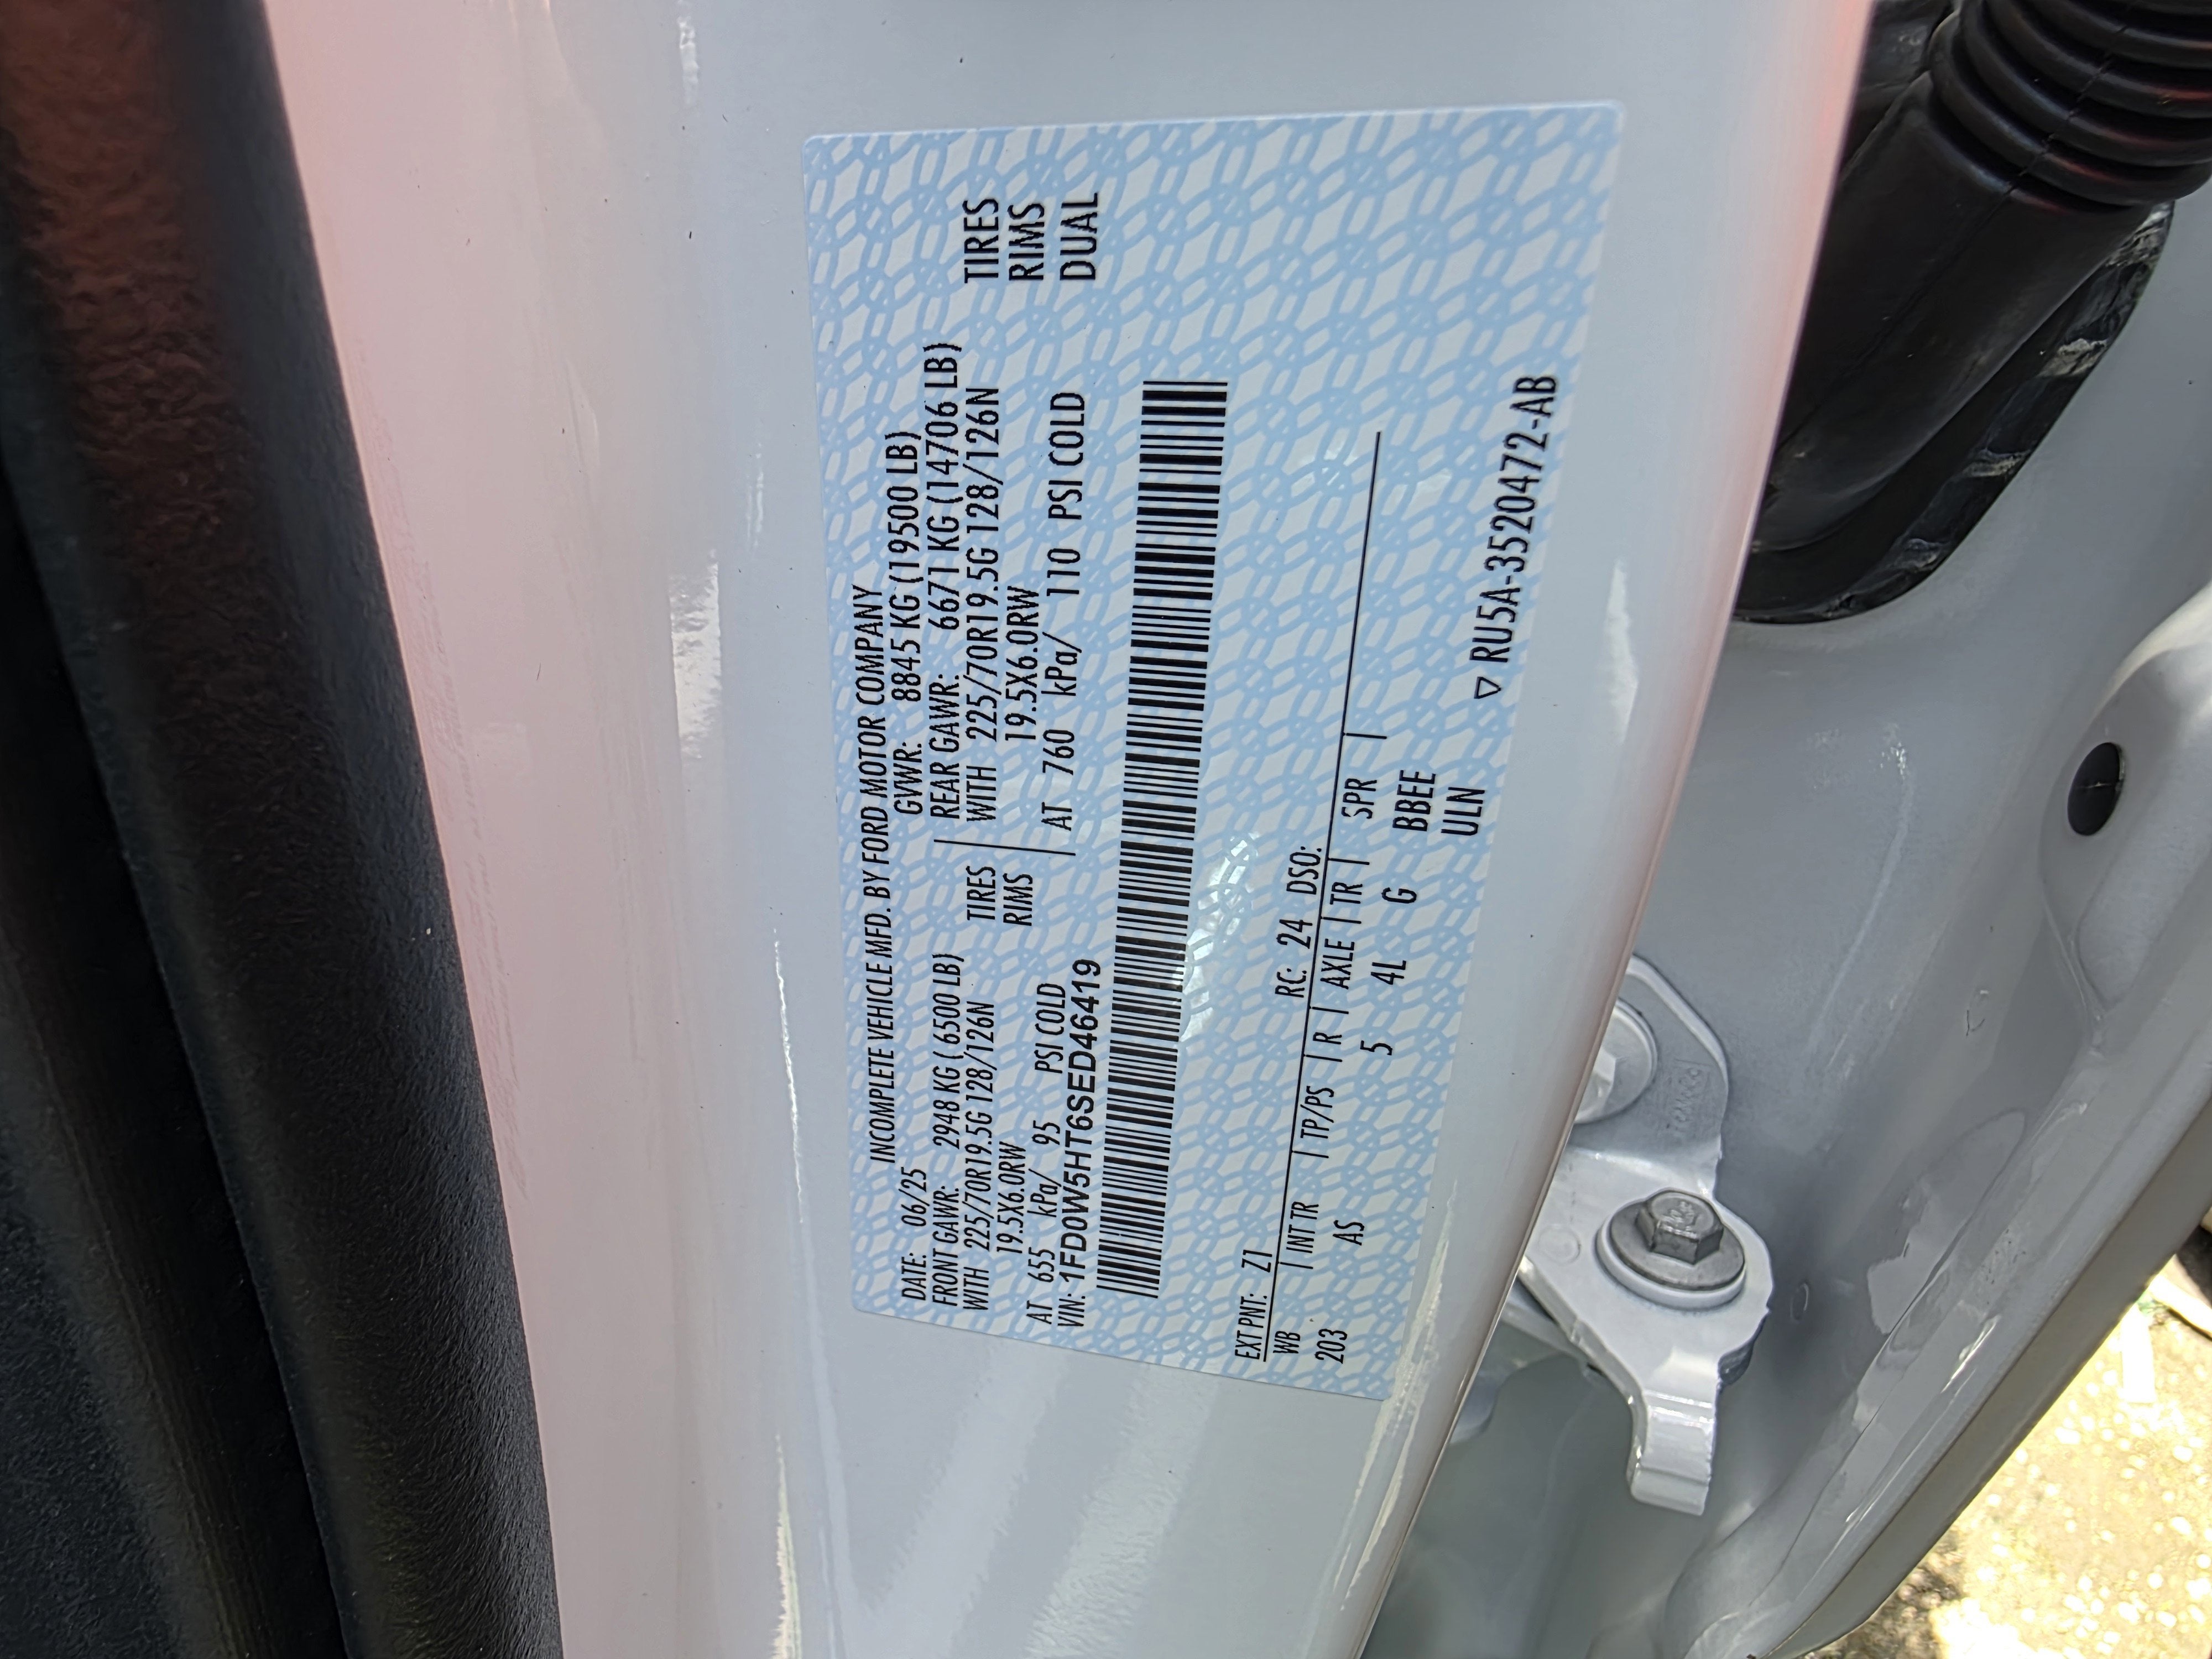 INCOMPLETE VEHICLE MFD. BY FORD MOTOR COMPANY
DATE: 06/25 GVWR: 8845 KG (19500 LB)
FRONT GAWR: 2948 KG (6500 LB) REAR GAWR: 6671 KG (14706 LB)
WITH 225/70R19.5G 128/126N TIRES WITH 225/70R19.5G 128/126N TIRES
19.5X6.0RW RIMS 19.5X6.0RW RIMS
AT 655 kPa/ 95 PSI COLD AT 760 kPa/ 110 PSI COLD DUAL
VIN: 1FD0W5HT6SED46419
EXT PNT: Z1 RC: 24 DSO:
WB | INT TR | TP/PS | R | AXLE | TR | SPR |
203 AS 5 4L G BBEE
ULN
▽ RU5A-3520472-AB